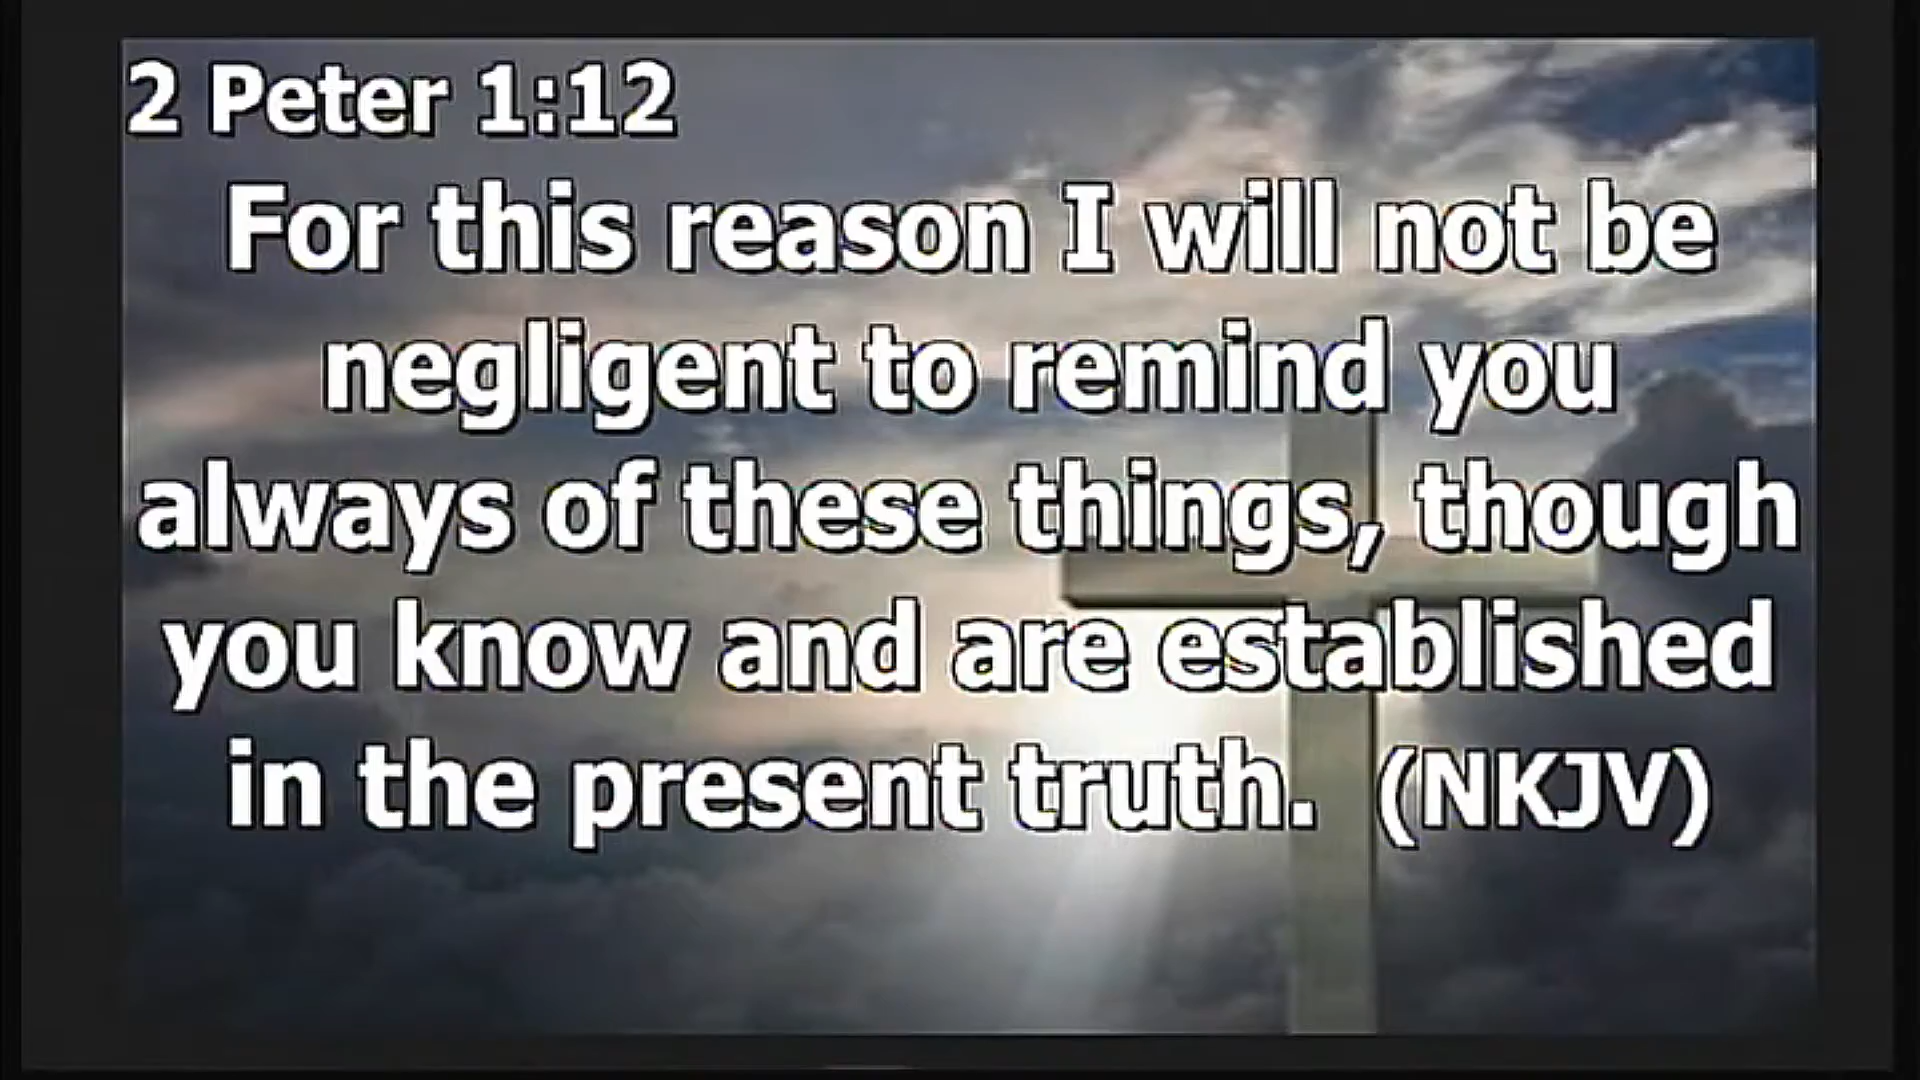 2 Peter 1:12
For this reason I will not be
negligent to remind you
always of these things, though
you know and are established
in the present truth.  (NKJV)